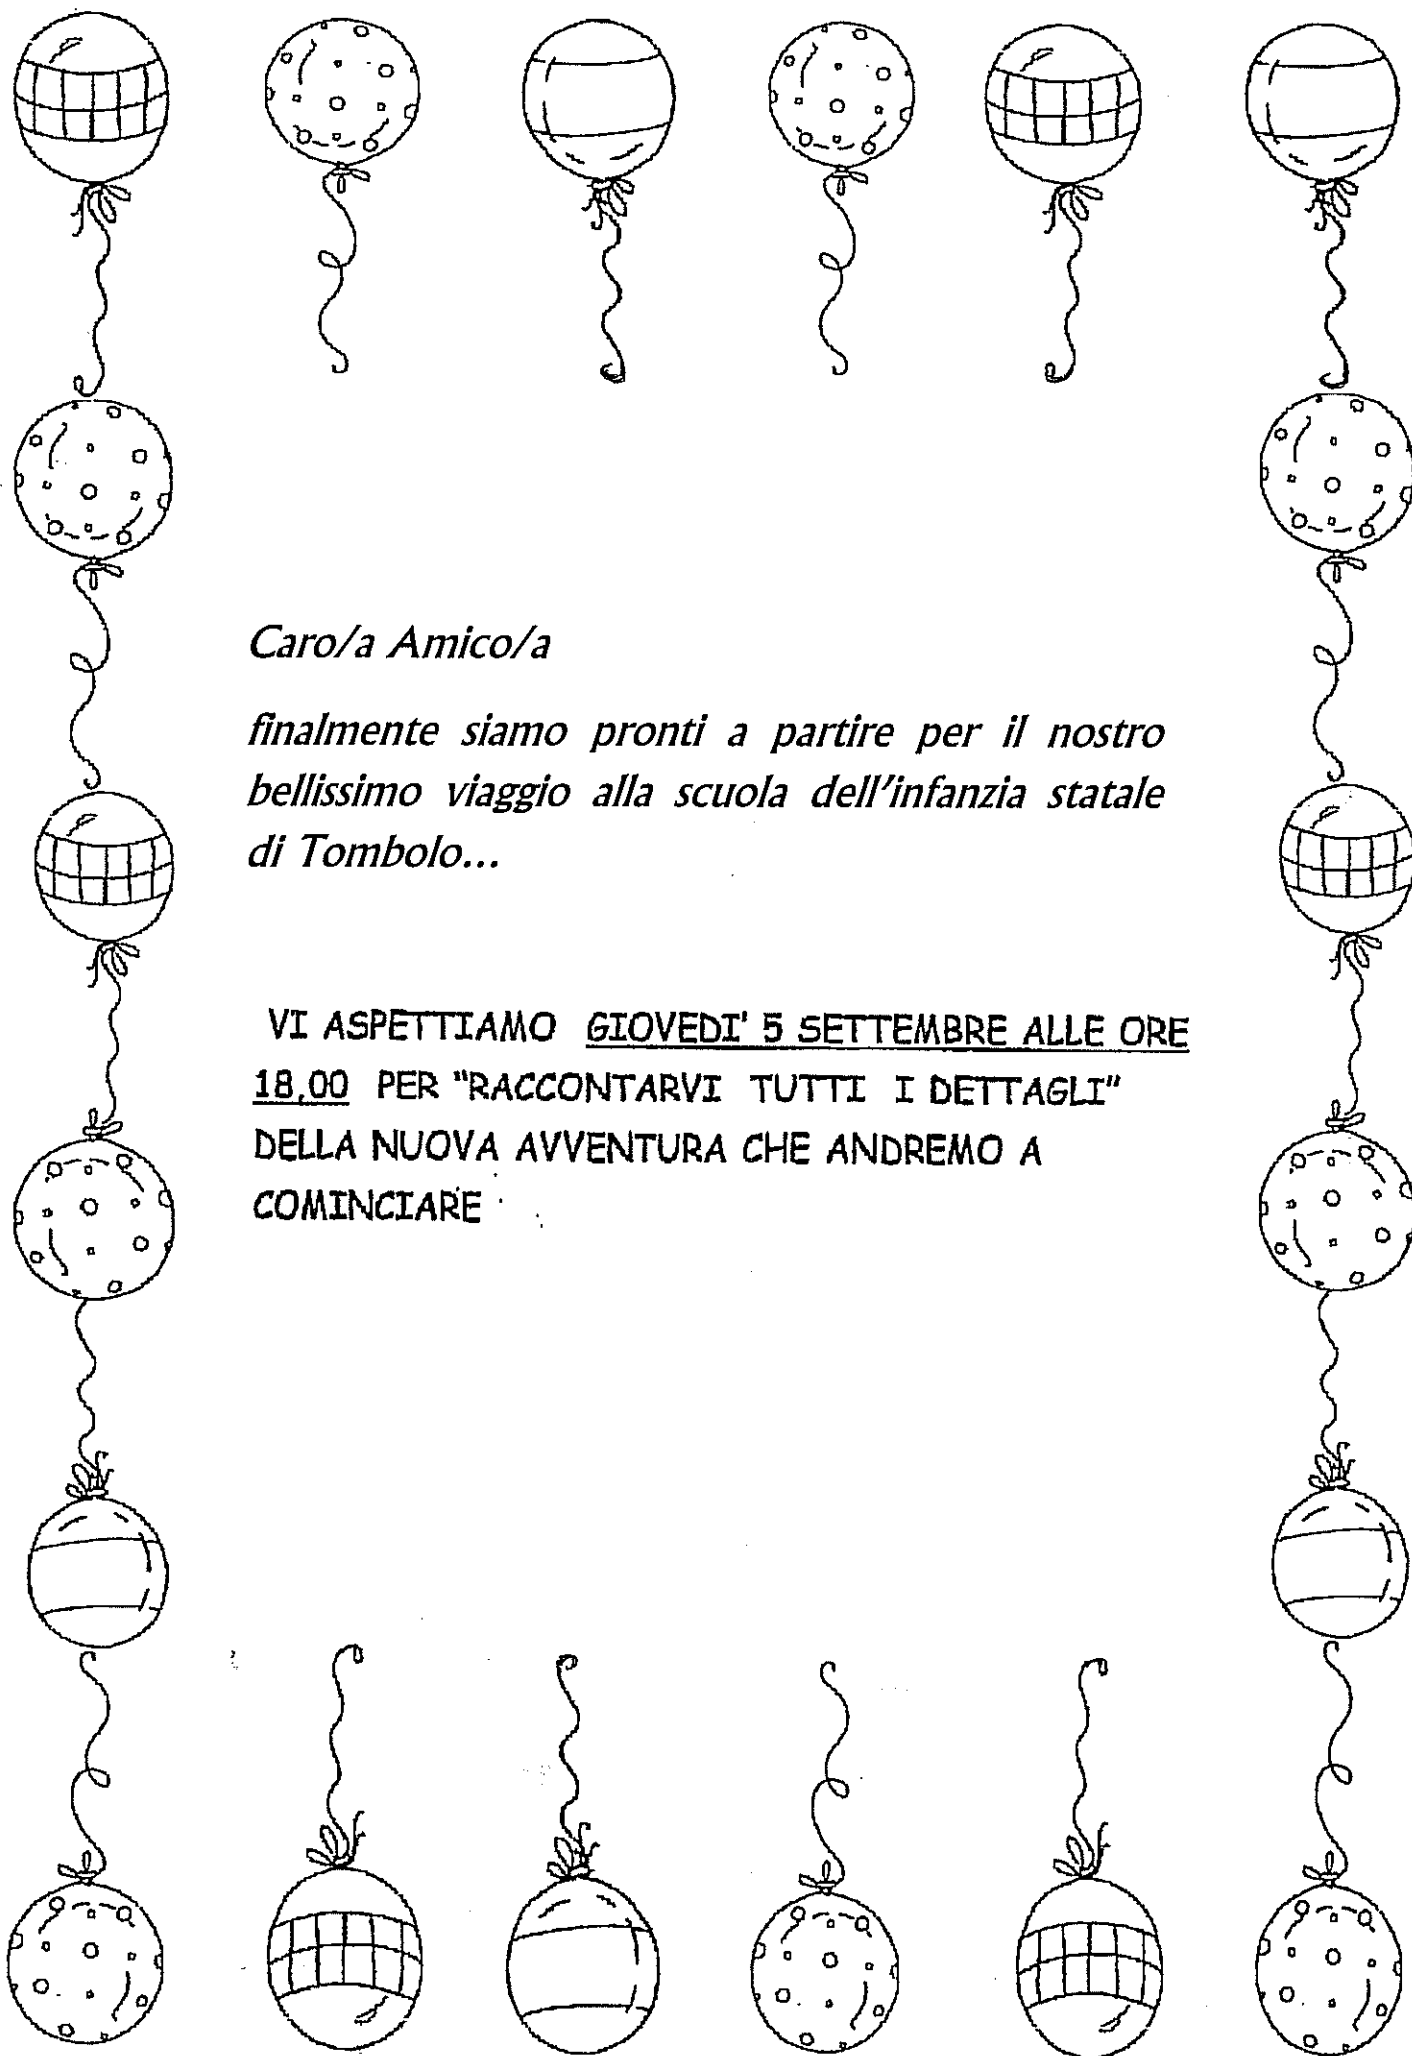 Caro/a Amico/a
finalmente siamo pronti a partire per il nostro
bellissimo viaggio alla scuola dell'infanzia statale
di Tombolo...
VI ASPETTIAMO GIOVEDI' 5 SETTEMBRE ALLE ORE
18,00 PER "RACCONTARVI TUTTI I DETTAGLI"
DELLA NUOVA AVVENTURA CHE ANDREMO A
COMINCIARE